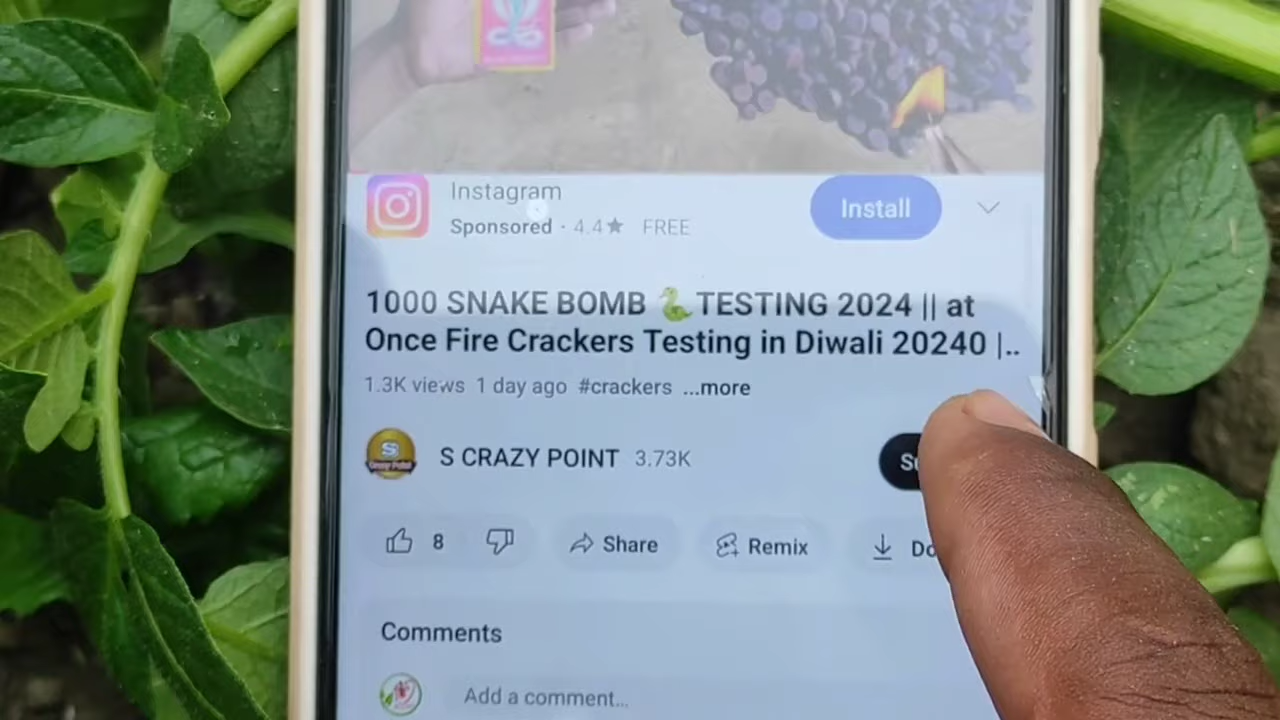 Instagram
Install
Sponsored · 4.4★ FREE
1000 SNAKE BOMB 🐍TESTING 2024 || at
Once Fire Crackers Testing in Diwali 20240 |..
1.3K views 1 day ago #crackers ...more
S CRAZY POINT 3.73K
8 Share Remix
Comments
Add a comment...